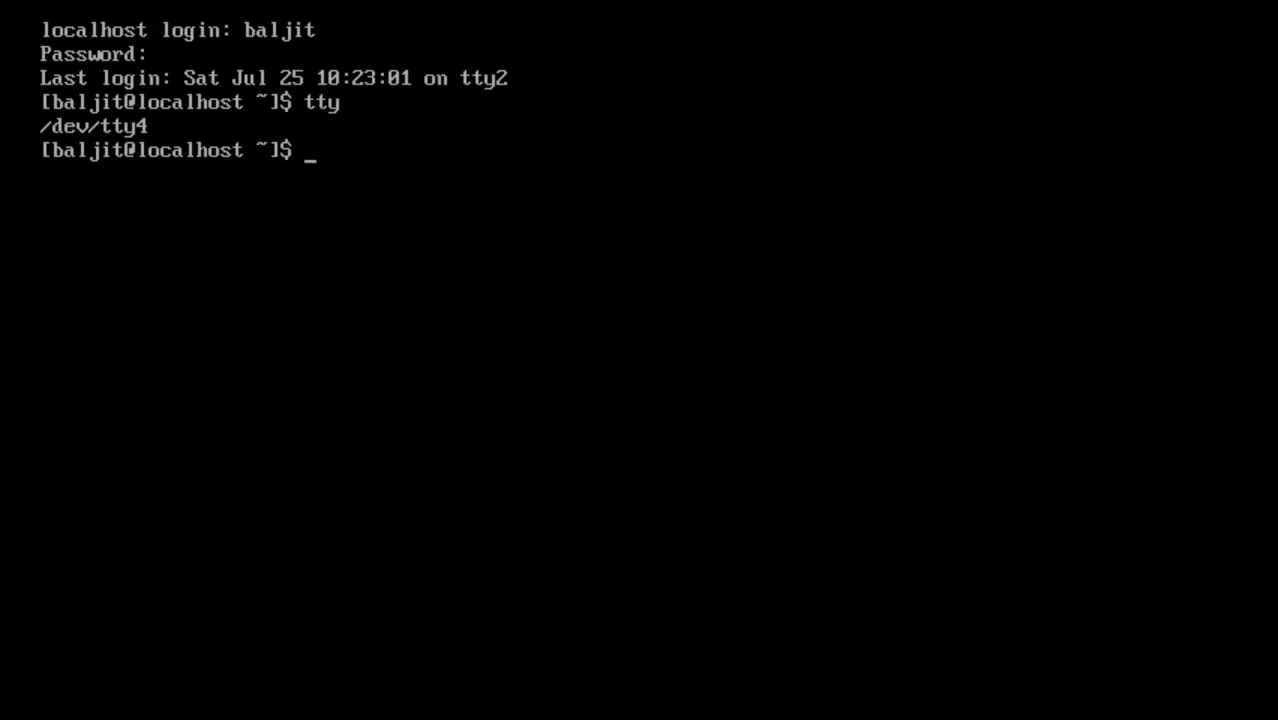 localhost login: baljit
Password:
Last login: Sat Jul 25 10:23:01 on tty2
[baljit@localhost ~]$ tty
/dev/tty4
[baljit@localhost ~]$ _